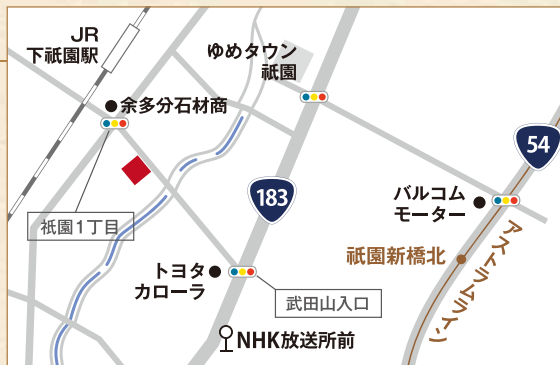 JR
下祇園駅
ゆめタウン
祇園
余多分石材商
54
183
バルコム
モーター
祇園1丁目
祇園新橋北
アストラムライン
トヨタ
カローラ
武田山入口
NHK放送所前